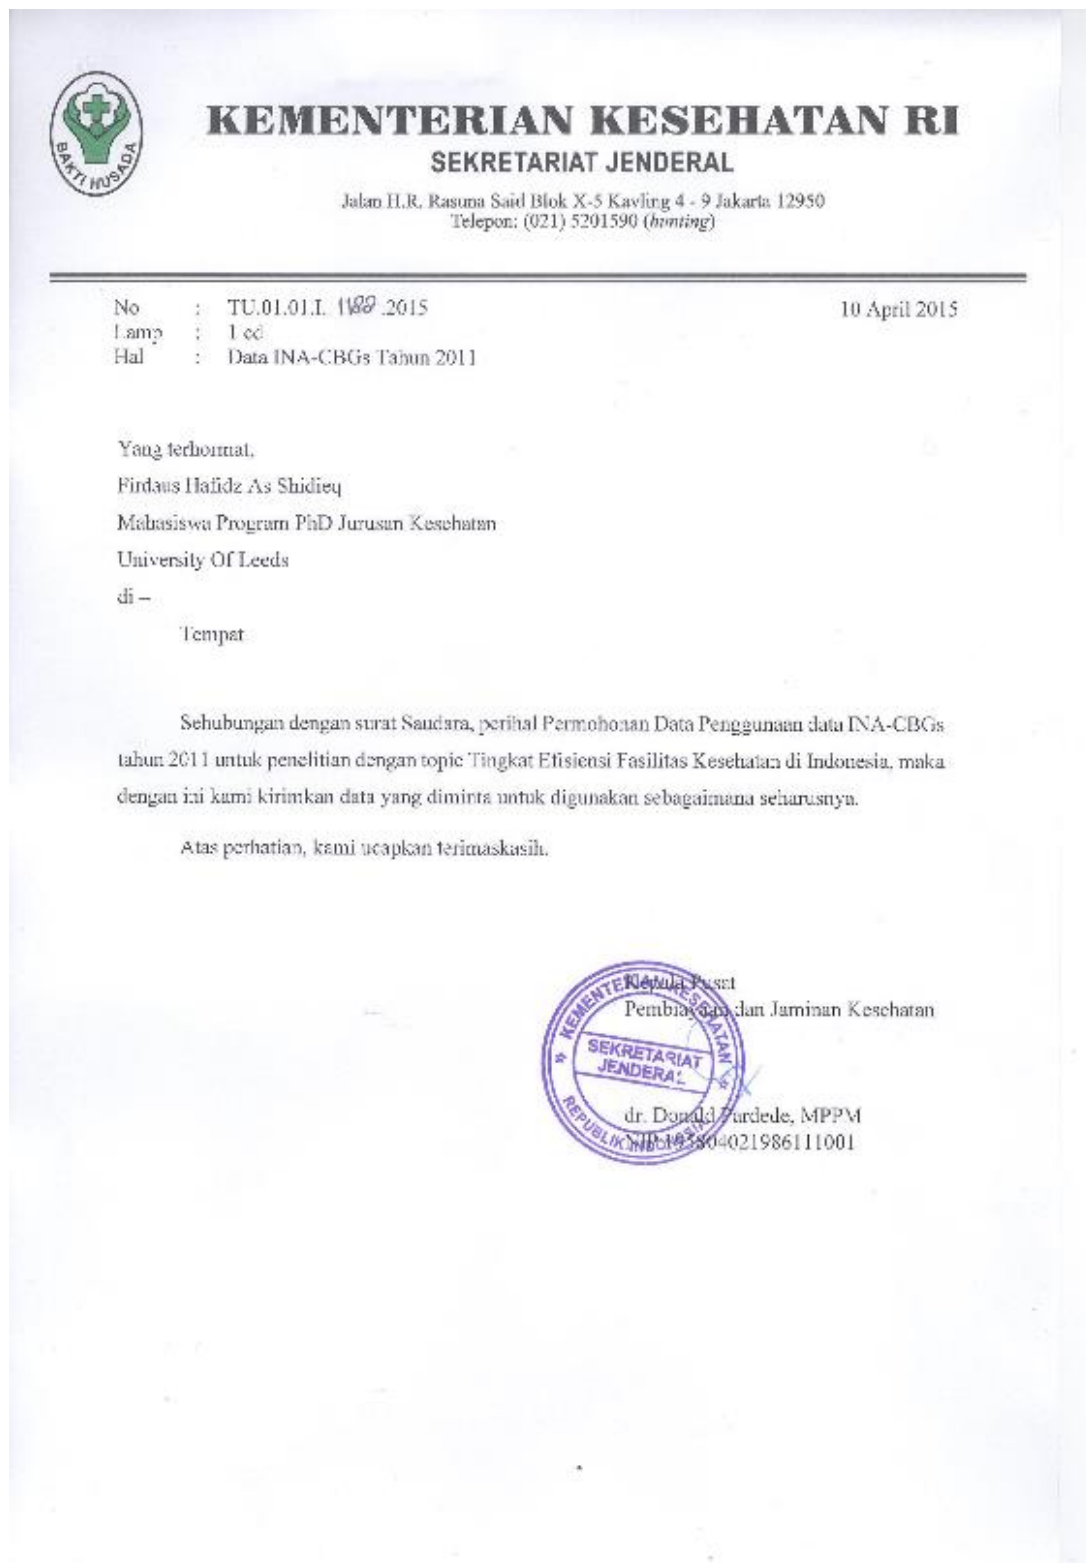 BAKTI HUSADA
KEMENTERIAN KESEHATAN RI
SEKRETARIAT JENDERAL
Jalan H.R. Rasuna Said Blok X-5 Kavling 4 - 9 Jakarta 12950
Telepon: (021) 5201590 (hunting)
No : TU.01.01.I. .2015
10 April 2015
Lamp : 1 cd
Hal : Data INA-CBGs Tahun 2011
Yang terhormat,
Firdaus Hafidz As Shidieq
Mahasiswa Program PhD Jurusan Kesehatan
University Of Leeds
di –
Tempat
Sehubungan dengan surat Saudara, perihal Permohonan Data Penggunaan data INA-CBGs
tahun 2011 untuk penelitian dengan topic Tingkat Efisiensi Fasilitas Kesehatan di Indonesia, maka
dengan ini kami kirimkan data yang diminta untuk digunakan sebagaimana seharusnya.
Atas perhatian, kami ucapkan terimaskasih.
Kepala Pusat
Pembiayaan dan Jaminan Kesehatan
KEMENTERIAN KESEHATAN
SEKRETARIAT
JENDERAL
REPUBLIK INDONESIA
dr. Donald Pardede, MPPM
NIP